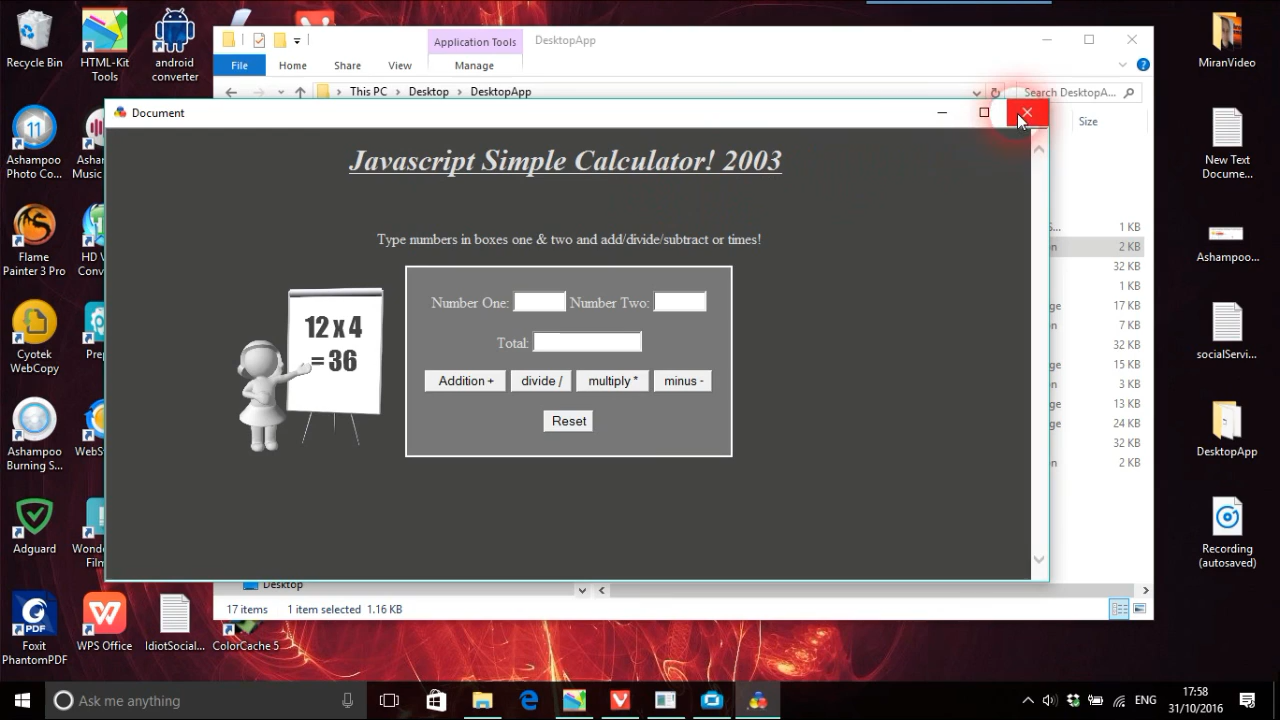 Recycle Bin
HTML-Kit
Tools
android
converter
Application Tools
DesktopApp
File
Home
Share
View
Manage
This PC
Desktop
DesktopApp
Search DesktopA...
Size
Document
Javascript Simple Calculator! 2003
Type numbers in boxes one & two and add/divide/subtract or times!
Number One:
Number Two:
Total:
Addition +
divide /
multiply *
minus -
Reset
12 x 4
= 36
1 KB
2 KB
32 KB
1 KB
17 KB
7 KB
32 KB
15 KB
3 KB
13 KB
24 KB
32 KB
2 KB
Desktop
17 items
1 item selected 1.16 KB
11
Ashampoo
Photo Co...
Flame
Painter 3 Pro
Cyotek
WebCopy
Ashampoo
Burning S...
Adguard
PDF
Foxit
PhantomPDF
WPS Office
IdiotSocial...
ColorCache 5
MiranVideo
New Text
Docume...
Ashampoo...
socialServi...
DesktopApp
Recording
(autosaved)
Ask me anything
ENG
17:58
31/10/2016